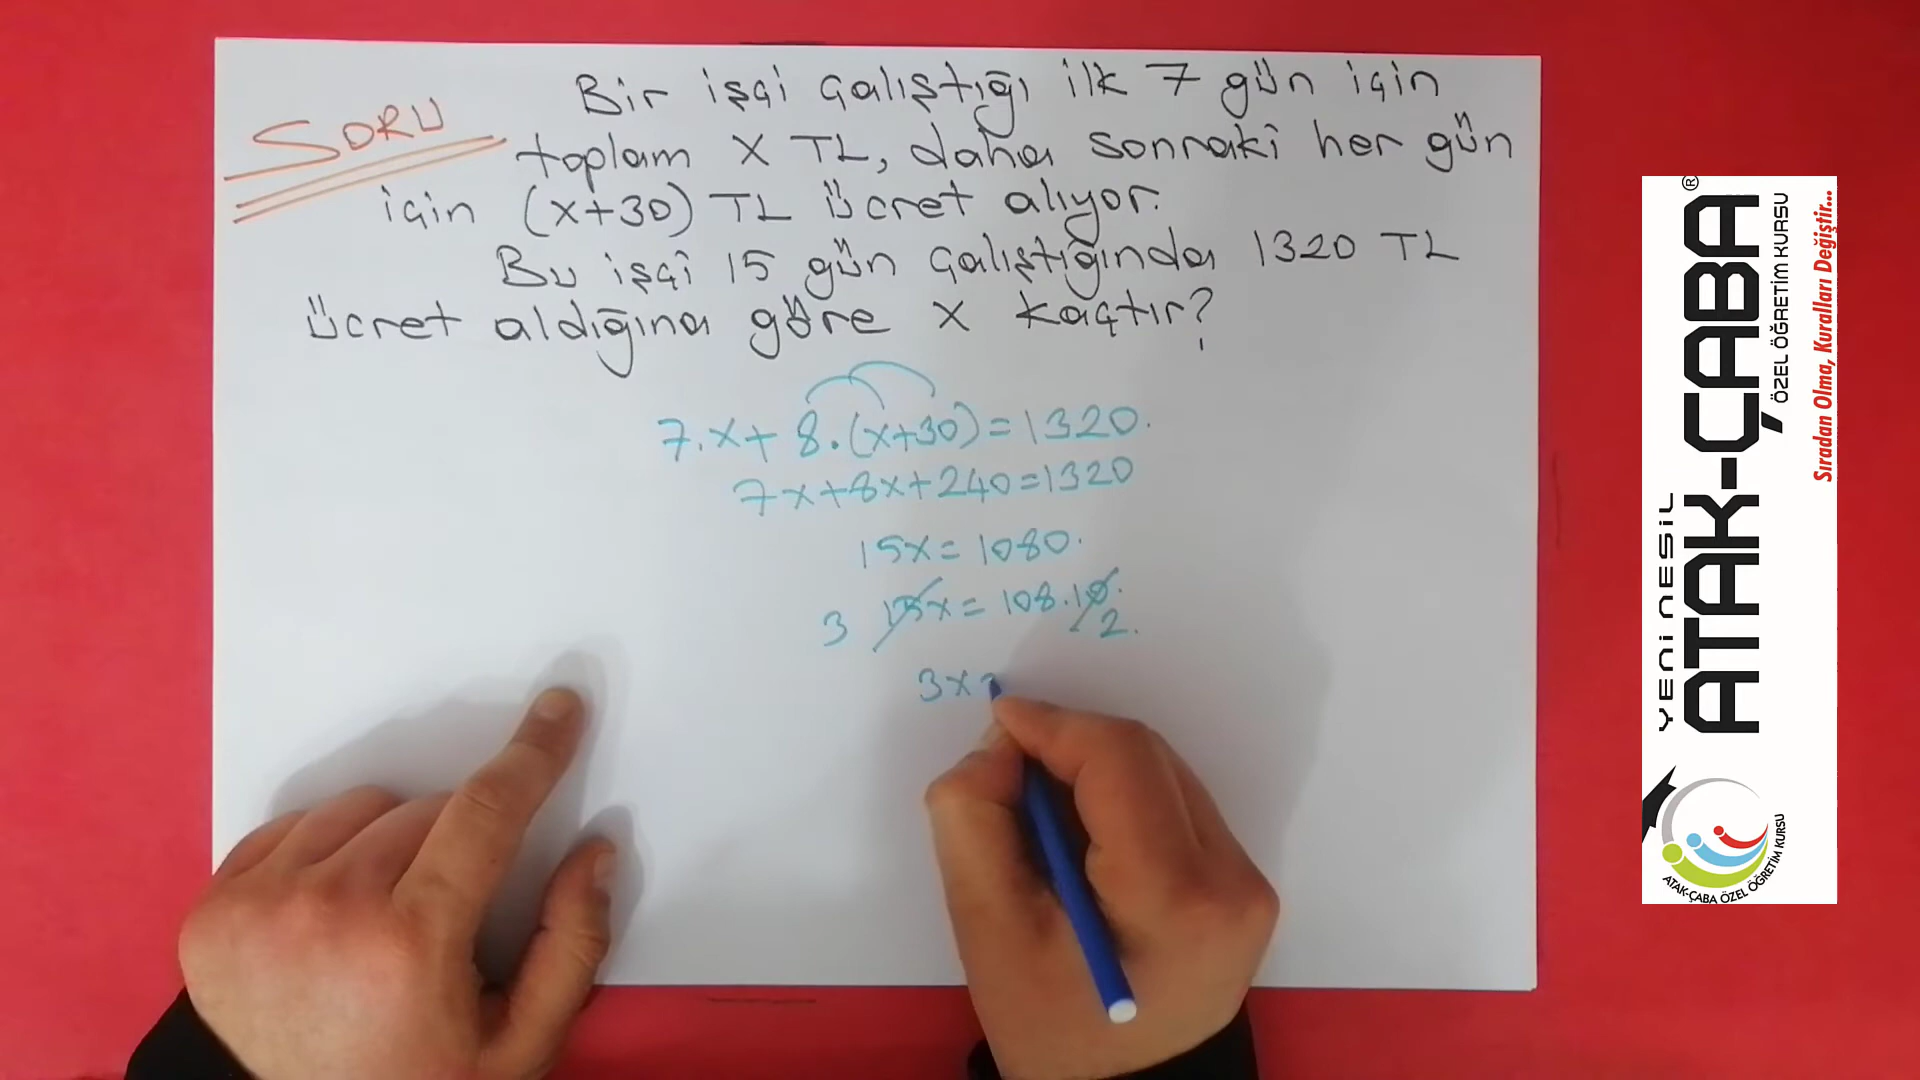 SORU
Bir işçi çalıştığı ilk 7 gün için
toplam x TL, daha sonraki her gün
için (x+30) TL ücret alıyor.
Bu işçi 15 gün çalıştığında 1320 TL
ücret aldığına göre x kaçtır?
7.x+8.(x+30)=1320.
7x+8x+240=1320
15x=1080.
3 15x=108.10.
2.
3x=
YENİ NESİL
ATAK-ÇABA®
ÖZEL ÖĞRETİM KURSU
Sıradan Olma, Kuralları Değiştir...
ATAK-ÇABA ÖZEL ÖĞRETİM KURSU